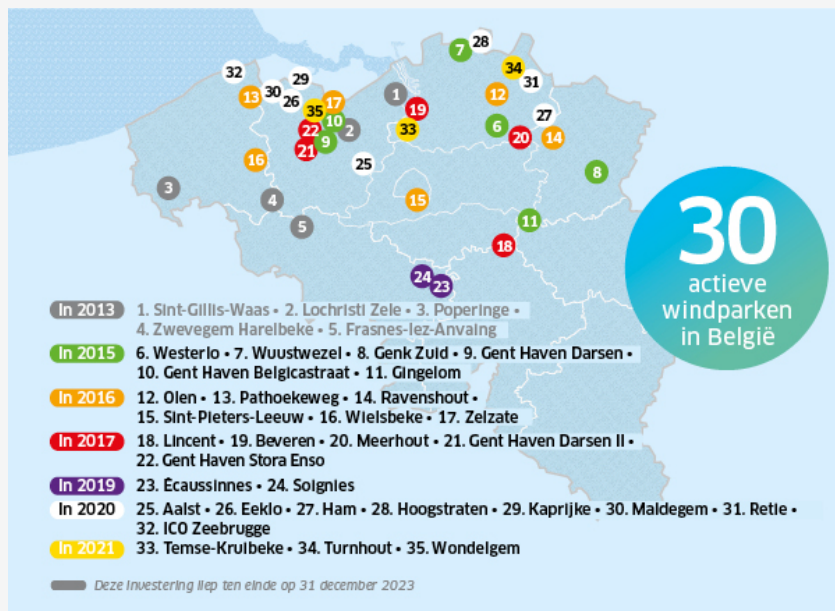 28
7
34
32
29
31
30
13
26
17
1
12
35
19
27
10
22
2
33
6
20
14
9
21
16
25
8
3
4
15
5
11
18
24
23
30
actieve
windparken
in België
In 2013 1. Sint-Gillis-Waas • 2. Lochristi Zele • 3. Poperinge •
4. Zwevegem Harelbeke • 5. Frasnes-lez-Anvaing
In 2015 6. Westerlo • 7. Wuustwezel • 8. Genk Zuid • 9. Gent Haven Darsen •
10. Gent Haven Belgicastraat • 11. Gingelom
In 2016 12. Olen • 13. Pathoekeweg • 14. Ravenshout •
15. Sint-Pieters-Leeuw • 16. Wielsbeke • 17. Zelzate
In 2017 18. Lincent • 19. Beveren • 20. Meerhout • 21. Gent Haven Darsen II •
22. Gent Haven Stora Enso
In 2019 23. Écaussinnes • 24. Soignies
In 2020 25. Aalst • 26. Eeklo • 27. Ham • 28. Hoogstraten • 29. Kaprijke • 30. Maldegem • 31. Retie •
32. ICO Zeebrugge
In 2021 33. Temse-Kruibeke • 34. Turnhout • 35. Wondelgem
Deze investering liep ten einde op 31 december 2023